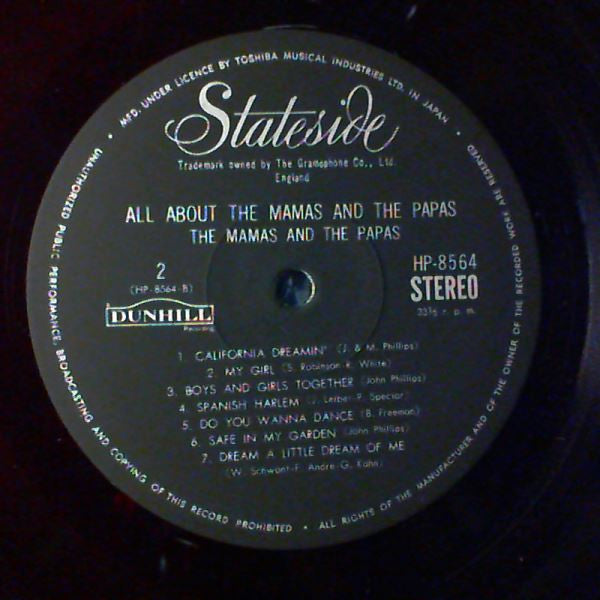 MFD. UNDER LICENCE BY TOSHIBA MUSICAL INDUSTRIES LTD. IN JAPAN •
Stateside
Trademark owned by The Gramophone Co., Ltd.
England
ALL ABOUT THE MAMAS AND THE PAPAS
THE MAMAS AND THE PAPAS
2
(HP-8564-B)
DUNHILL
Recording
HP-8564
STEREO
33⅓ r. p. m.
1. CALIFORNIA DREAMIN' (J. & M. Phillips)
2. MY GIRL (S. Robinson-R. White)
3. BOYS AND GIRLS TOGETHER (John Phillips)
4. SPANISH HARLEM (J. Leiber-P. Spector)
5. DO YOU WANNA DANCE (B. Freeman)
6. SAFE IN MY GARDEN (John Phillips)
7. DREAM A LITTLE DREAM OF ME
(W. Schwant-F. Andre-G. Kahn)
UNAUTHORIZED PUBLIC PERFORMANCE, BROADCASTING AND COPYING OF THIS RECORD PROHIBITED •
ALL RIGHTS OF THE MANUFACTURER AND OF THE OWNER OF THE RECORDED WORK ARE RESERVED